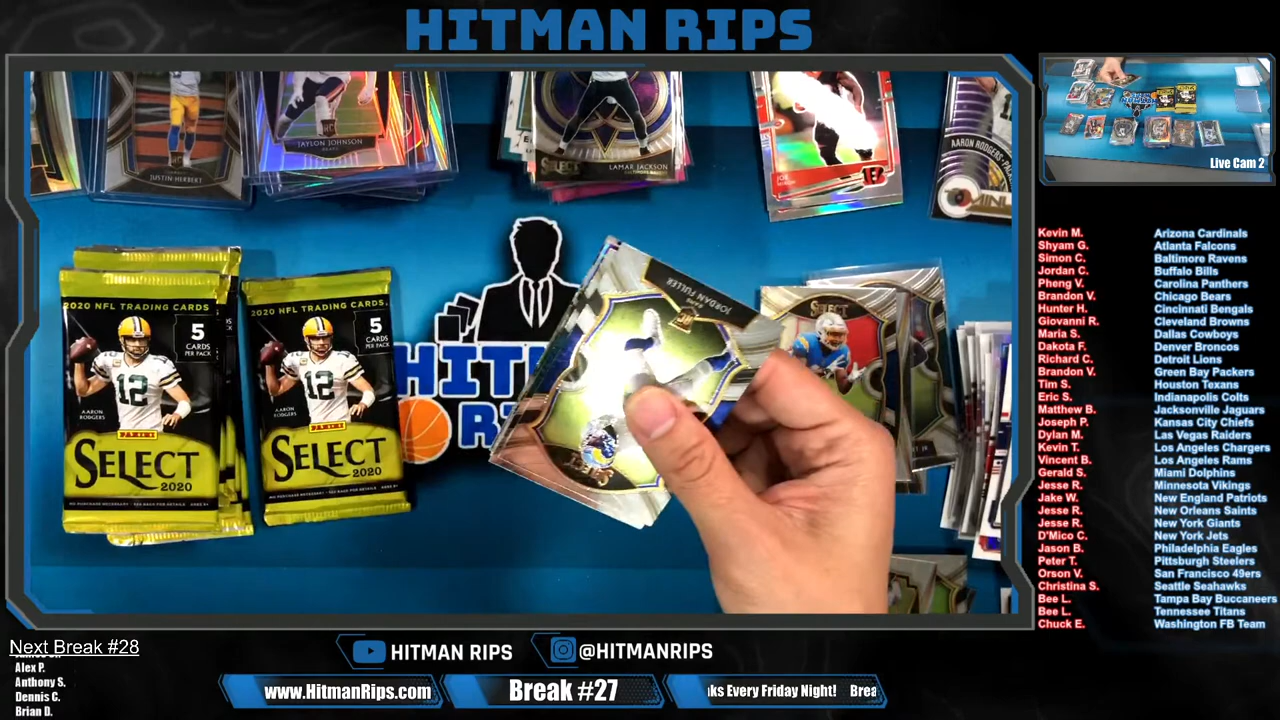 HITMAN RIPS
JUSTIN HERBERT
JAYLON JOHNSON
SELECT
LAMAR JACKSON
BALTIMORE RAVENS
JOE
AARON RODGERS
Live Cam 2
2020 NFL TRADING CARDS
5
CARDS
PER PACK
12
AARON
RODGERS
PANINI
SELECT
2020
2020 NFL TRADING CARDS
5
CARDS
PER PACK
12
AARON
RODGERS
PANINI
SELECT
2020
HIT
R
JORDAN FULLER
SELECT
Kevin M. Arizona Cardinals
Shyam G. Atlanta Falcons
Simon C. Baltimore Ravens
Jordan C. Buffalo Bills
Pheng V. Carolina Panthers
Brandon V. Chicago Bears
Hunter H. Cincinnati Bengals
Giovanni R. Cleveland Browns
Maria S. Dallas Cowboys
Dakota F. Denver Broncos
Richard C. Detroit Lions
Brandon V. Green Bay Packers
Tim S. Houston Texans
Eric S. Indianapolis Colts
Matthew B. Jacksonville Jaguars
Joseph P. Kansas City Chiefs
Dylan M. Las Vegas Raiders
Kevin T. Los Angeles Chargers
Vincent B. Los Angeles Rams
Gerald S. Miami Dolphins
Jesse R. Minnesota Vikings
Jake W. New England Patriots
Jesse R. New Orleans Saints
Jesse R. New York Giants
D'Mico C. New York Jets
Jason B. Philadelphia Eagles
Peter T. Pittsburgh Steelers
Orson V. San Francisco 49ers
Christina S. Seattle Seahawks
Bee L. Tampa Bay Buccaneers
Bee L. Tennessee Titans
Chuck E. Washington FB Team
Next Break #28
Alex P.
Anthony S.
Dennis C.
Brian D.
HITMAN RIPS
@HITMANRIPS
www.HitmanRips.com
Break #27
ıks Every Friday Night! Brea